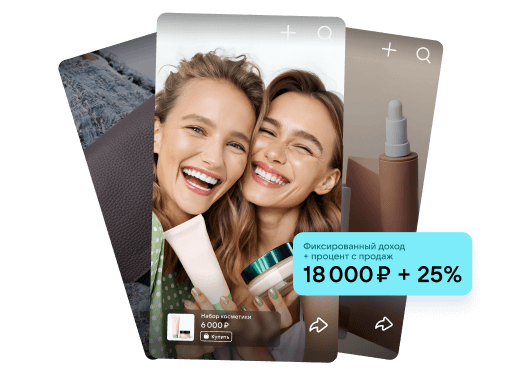 Фиксированный доход
+ процент с продаж
18 000 ₽ + 25%
Набор косметики
6 000 ₽
Купить